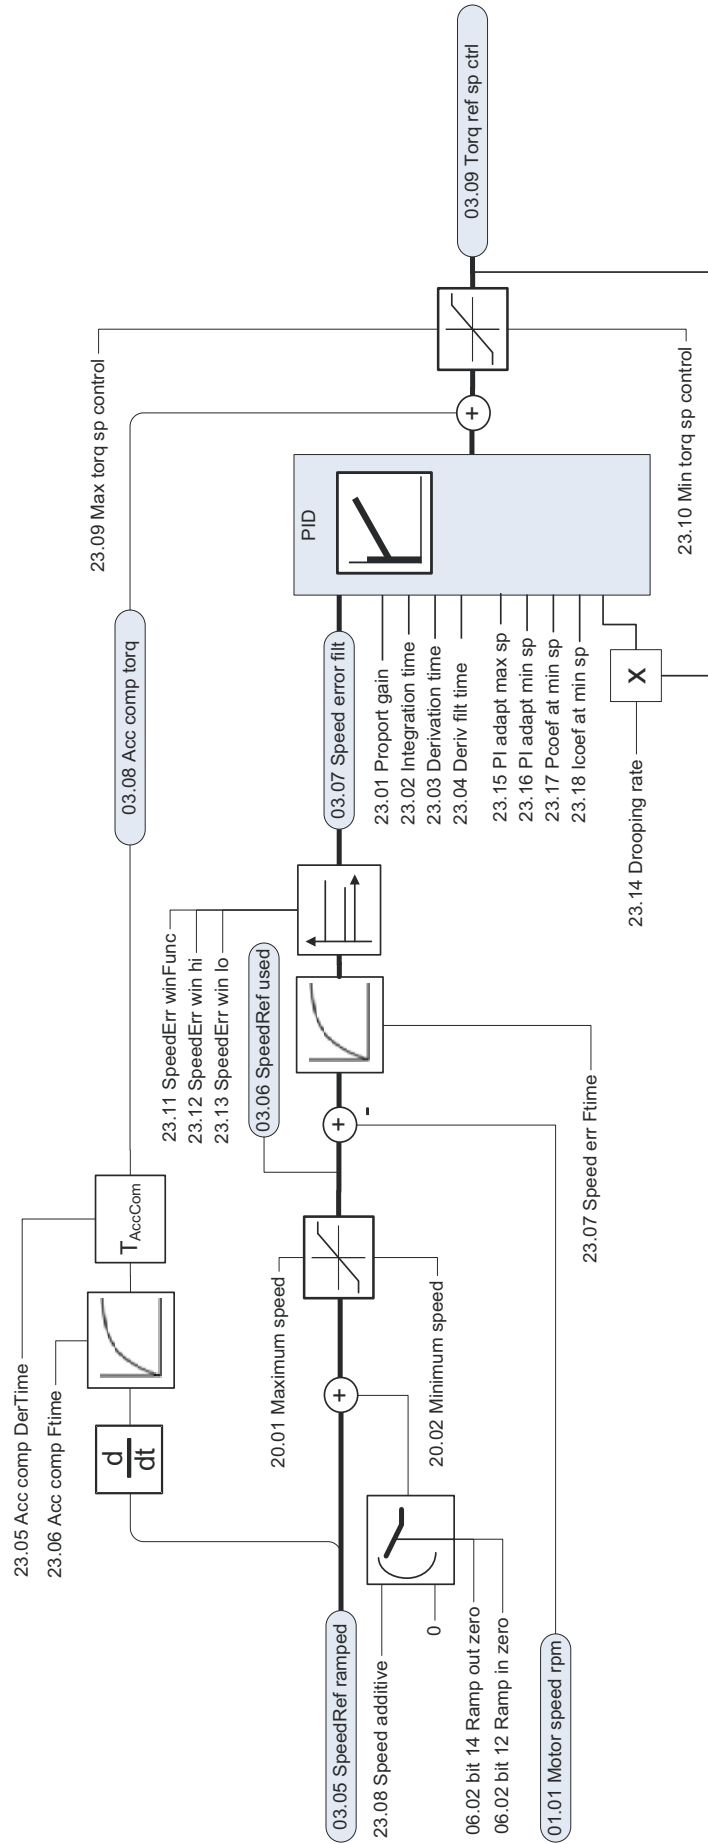 23.05 Acc comp DerTime
23.06 Acc comp Ftime
d
dt
TAccCom
03.08 Acc comp torq
23.09 Max torq sp control
23.11 SpeedErr winFunc
23.12 SpeedErr win hi
23.13 SpeedErr win lo
03.06 SpeedRef used
20.01 Maximum speed
PID
03.05 SpeedRef ramped
+
+
-
03.07 Speed error filt
+
03.09 Torq ref sp ctrl
23.08 Speed additive
0
06.02 bit 14 Ramp out zero
06.02 bit 12 Ramp in zero
20.02 Minimum speed
23.01 Proport gain
23.02 Integration time
23.03 Derivation time
23.04 Deriv filt time
23.15 PI adapt max sp
23.16 PI adapt min sp
23.17 Pcoef at min sp
23.18 Icoef at min sp
01.01 Motor speed rpm
23.07 Speed err Ftime
23.14 Drooping rate
X
23.10 Min torq sp control